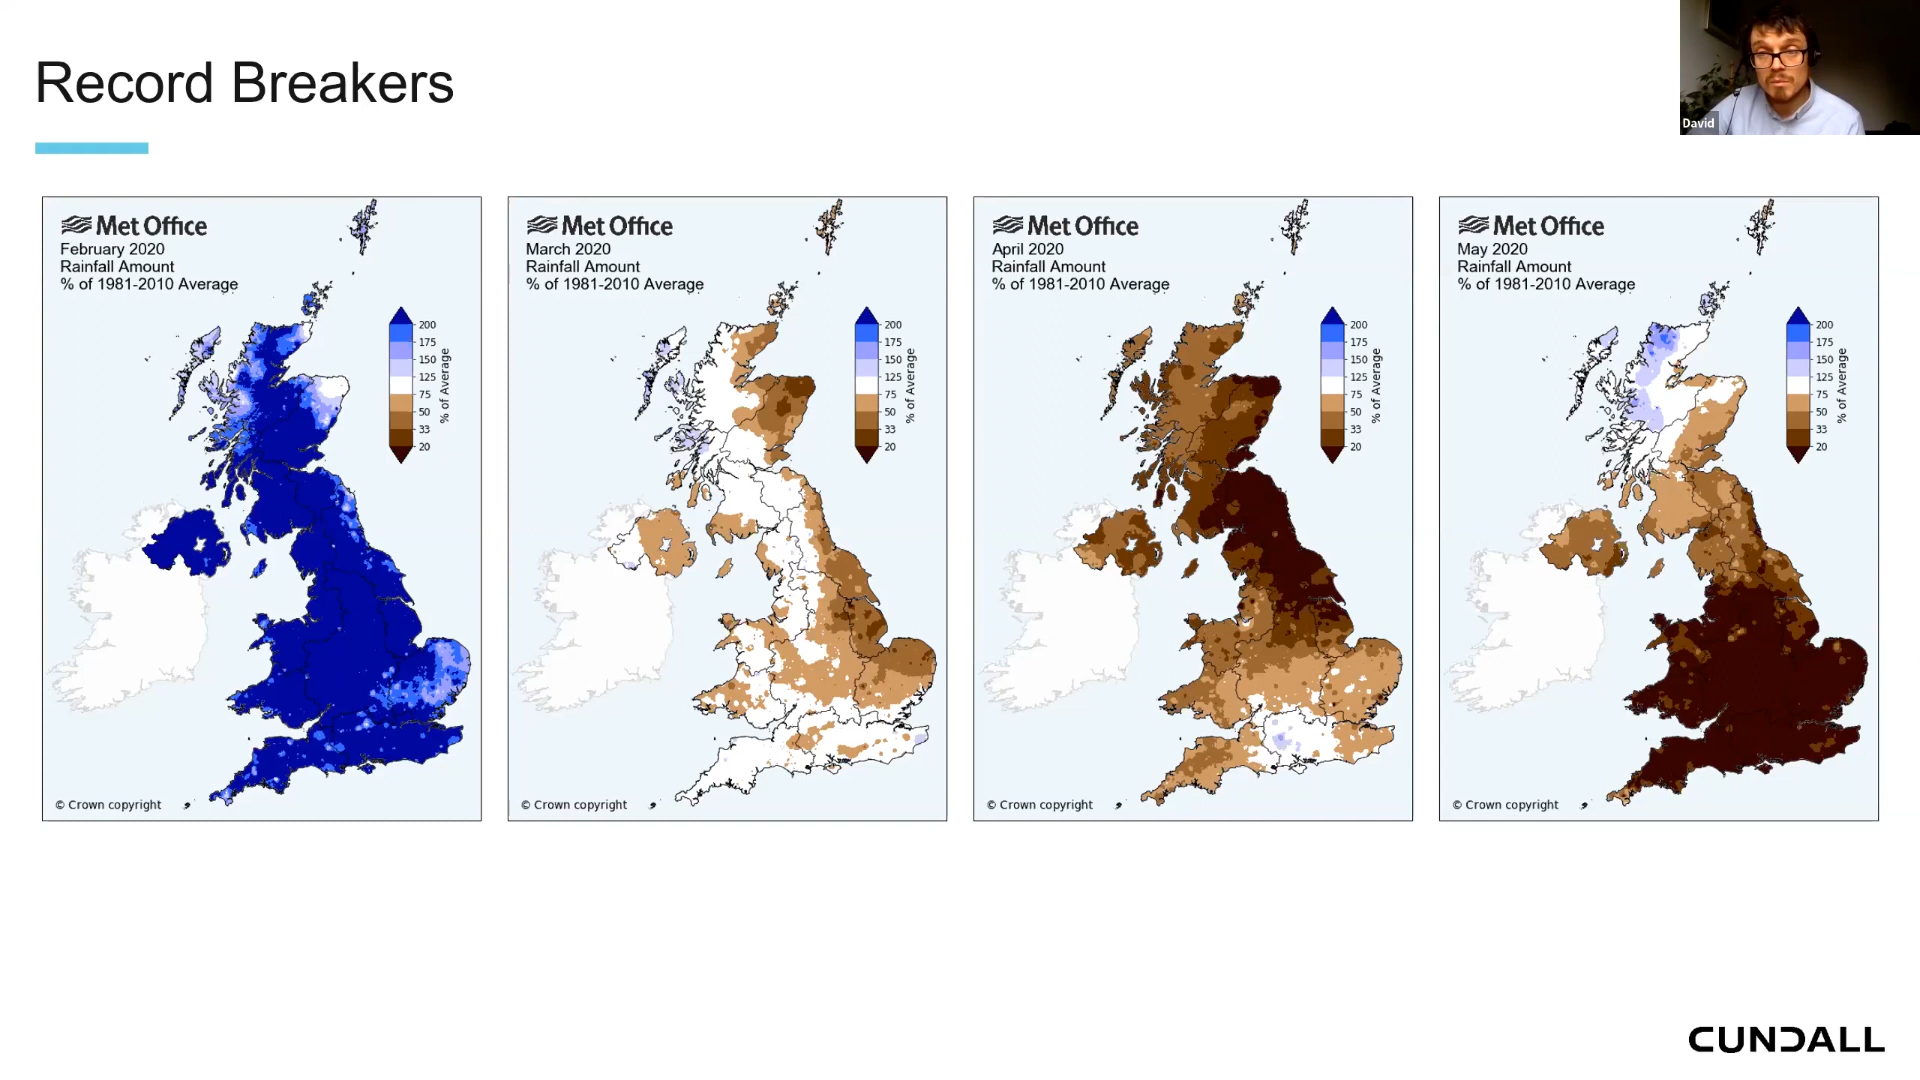 Record Breakers
David
Met Office
February 2020
Rainfall Amount
% of 1981-2010 Average
200
175
150
125
75
50
33
20
% of Average
© Crown copyright
Met Office
March 2020
Rainfall Amount
% of 1981-2010 Average
200
175
150
125
75
50
33
20
% of Average
© Crown copyright
Met Office
April 2020
Rainfall Amount
% of 1981-2010 Average
200
175
150
125
75
50
33
20
% of Average
© Crown copyright
Met Office
May 2020
Rainfall Amount
% of 1981-2010 Average
200
175
150
125
75
50
33
20
% of Average
© Crown copyright
CUNDALL